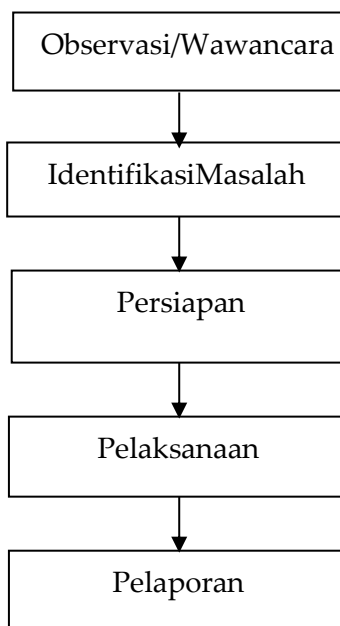 Observasi/Wawancara
IdentifikasiMasalah
Persiapan
Pelaksanaan
Pelaporan